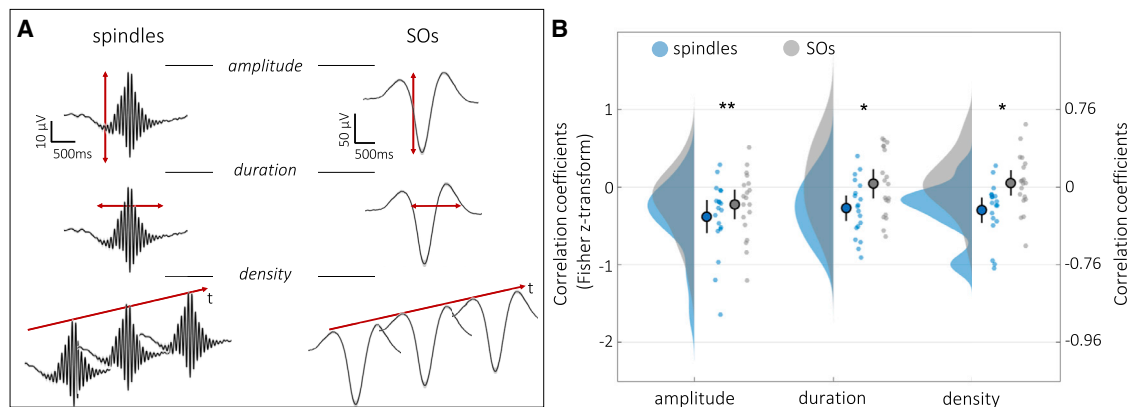 A
spindles
SOs
amplitude
10 μV
500ms
50 μV
500ms
duration
density
t
t
B
spindles
SOs
Correlation coefficients
(Fisher z-transform)
1
0
-1
-2
**
*
*
0.76
0
-0.76
-0.96
Correlation coefficients
amplitude
duration
density